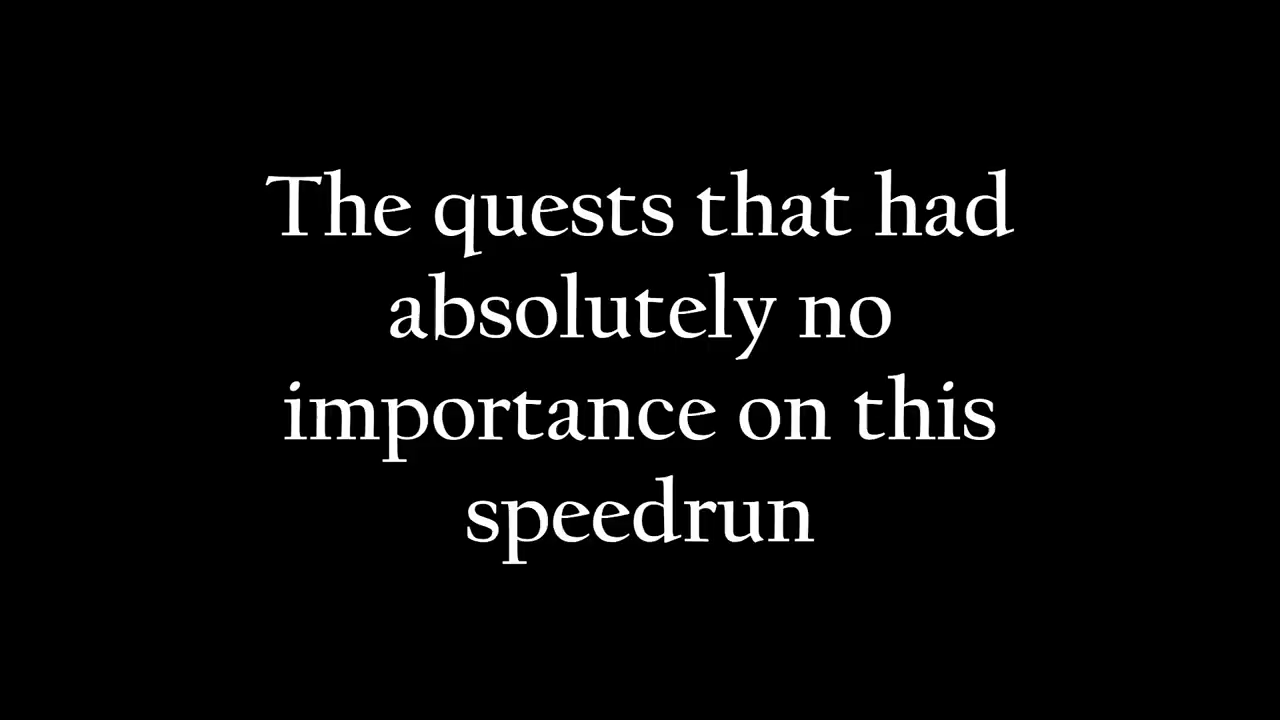 The quests that had
absolutely no
importance on this
speedrun